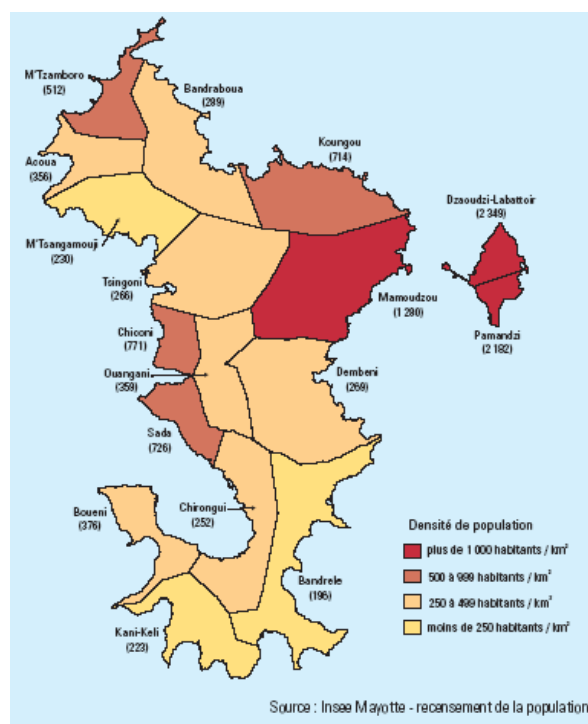 M'Tzamboro
(512)
Bandraboua
(289)
Koungou
(714)
Acoua
(356)
Dzaoudzi-Labattoir
(2 349)
M'Tsangamouji
(230)
Tsingoni
(266)
Mamoudzou
(1 280)
Pamandzi
(2 182)
Chiconi
(771)
Ouangani
(359)
Dembeni
(269)
Sada
(726)
Chirongui
(252)
Boueni
(376)
Bandrele
(196)
Kani-Keli
(223)
Densité de population
plus de 1 000 habitants / km²
500 à 999 habitants / km²
250 à 499 habitants / km²
moins de 250 habitants / km²
Source : Insee Mayotte - recensement de la population